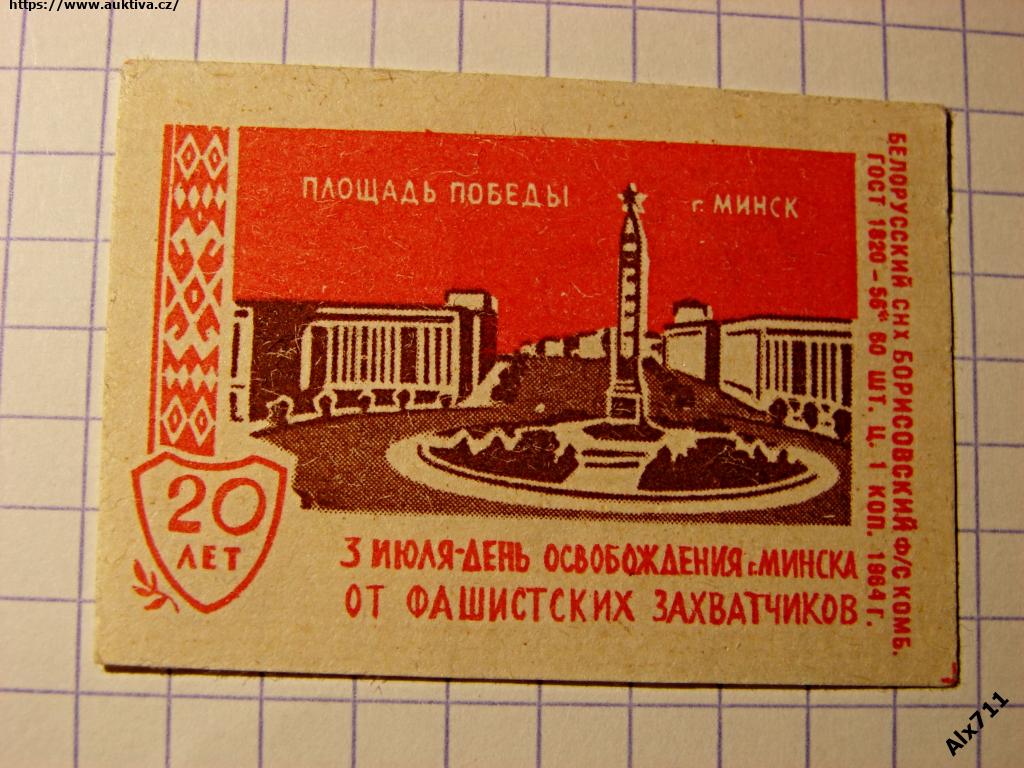 https://www.auktiva.cz/
ПЛОЩАДЬ ПОБЕДЫ г. МИНСК
20
ЛЕТ
3 ИЮЛЯ-ДЕНЬ ОСВОБОЖДЕНИЯ г. МИНСКА
ОТ ФАШИСТСКИХ ЗАХВАТЧИКОВ
БЕЛОРУССКИЙ СНХ БОРИСОВСКИЙ Ф/С КОМБ.
ГОСТ 1820-56* 60 ШТ. Ц. 1 КОП. 1964 г.
Alx711